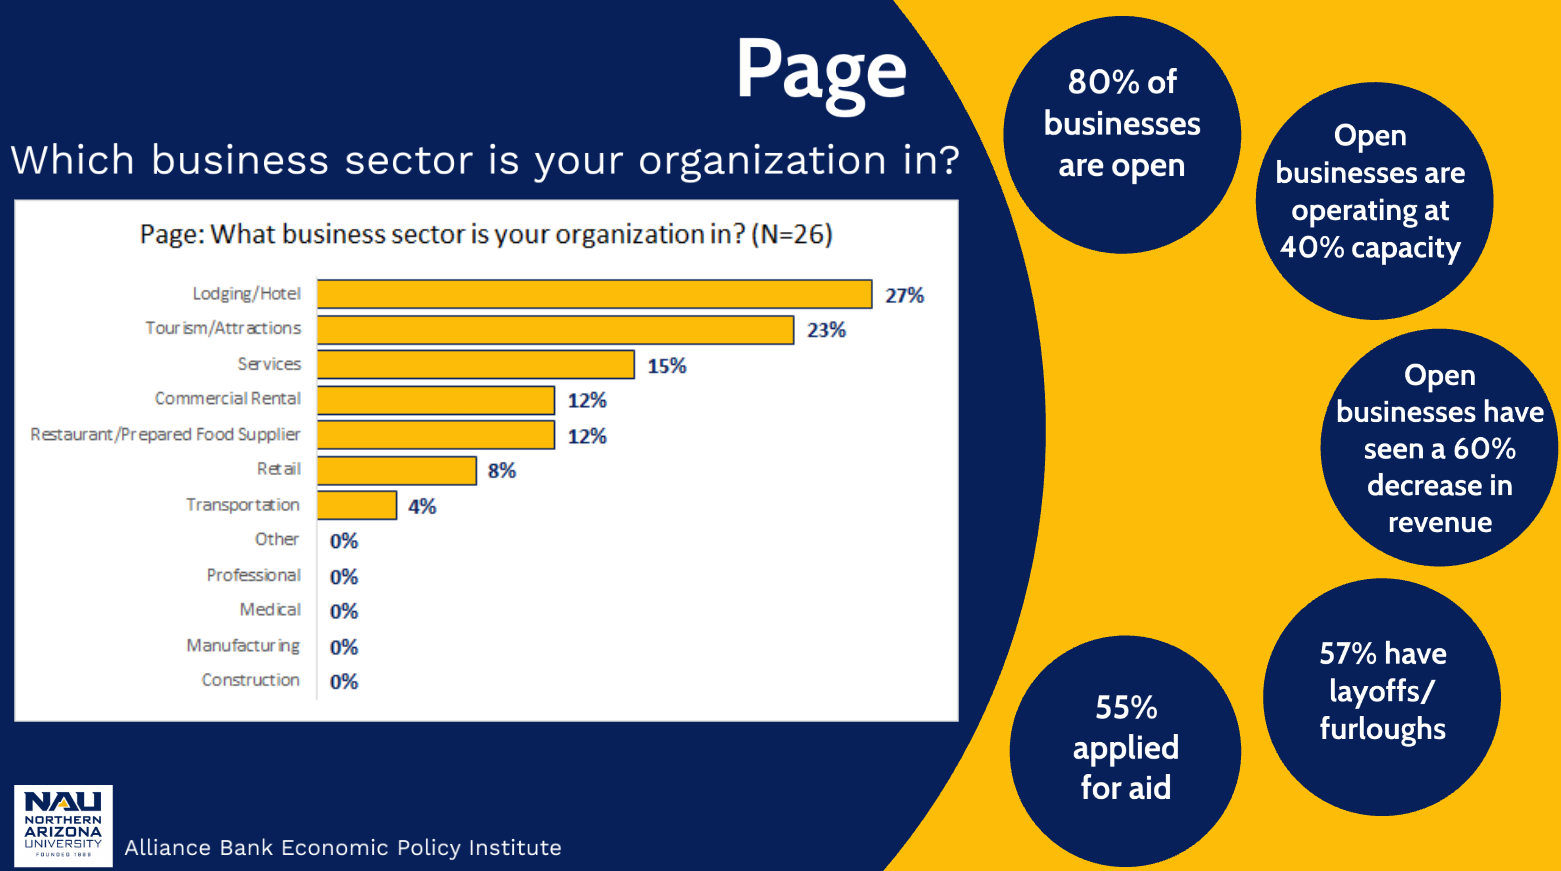 Page
Which business sector is your organization in?
Page: What business sector is your organization in? (N=26)
Lodging/Hotel 27%
Tourism/Attractions 23%
Services 15%
Commercial Rental 12%
Restaurant/Prepared Food Supplier 12%
Retail 8%
Transportation 4%
Other 0%
Professional 0%
Medical 0%
Manufacturing 0%
Construction 0%
80% of
businesses
are open
Open
businesses are
operating at
40% capacity
Open
businesses have
seen a 60%
decrease in
revenue
57% have
layoffs/
furloughs
55%
applied
for aid
NAU
NORTHERN
ARIZONA
UNIVERSITY
FOUNDED 1899
Alliance Bank Economic Policy Institute